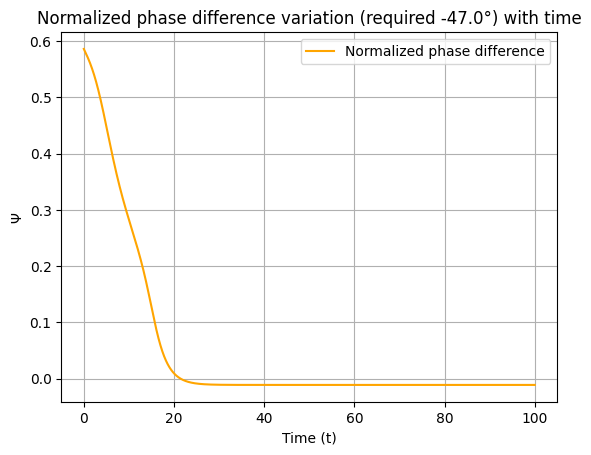 Normalized phase difference variation (required -47.0°) with time
Normalized phase difference
0.6
0.5
0.4
0.3
0.2
0.1
0.0
Ψ
0 20 40 60 80 100
Time (t)